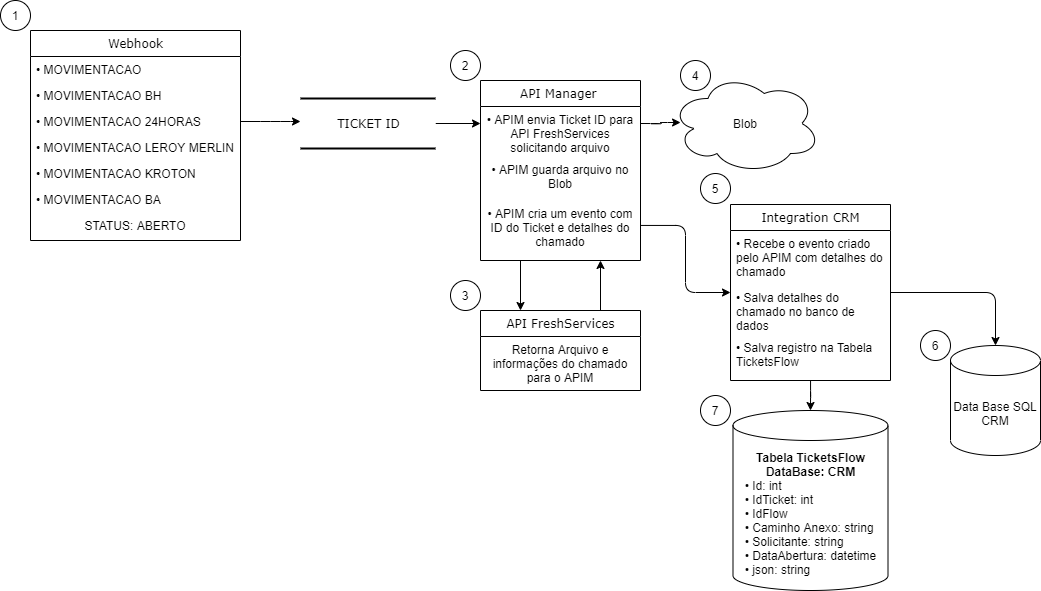 1
Webhook
• MOVIMENTACAO
• MOVIMENTACAO BH
• MOVIMENTACAO 24HORAS
• MOVIMENTACAO LEROY MERLIN
• MOVIMENTACAO KROTON
• MOVIMENTACAO BA
STATUS: ABERTO
TICKET ID
2
API Manager
• APIM envia Ticket ID para
API FreshServices
solicitando arquivo
• APIM guarda arquivo no
Blob
• APIM cria um evento com
ID do Ticket e detalhes do
chamado
3
API FreshServices
Retorna Arquivo e
informações do chamado
para o APIM
4
Blob
5
Integration CRM
• Recebe o evento criado
pelo APIM com detalhes do
chamado
• Salva detalhes do
chamado no banco de
dados
• Salva registro na Tabela
TicketsFlow
6
Data Base SQL
CRM
7
Tabela TicketsFlow
DataBase: CRM
• Id: int
• IdTicket: int
• IdFlow
• Caminho Anexo: string
• Solicitante: string
• DataAbertura: datetime
• json: string